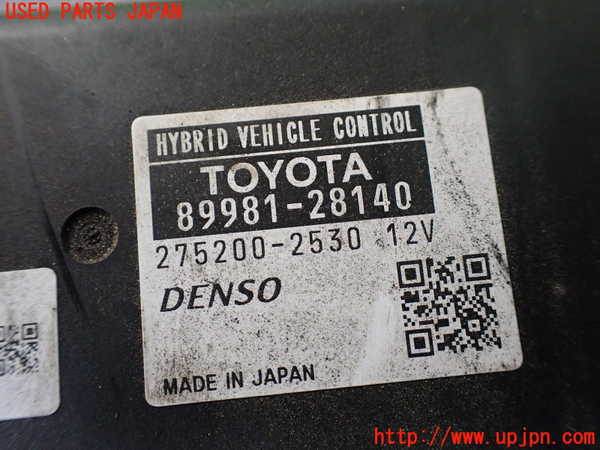 USED PARTS JAPAN
HYBRID VEHICLE CONTROL
TOYOTA
89981-28140
275200-2530 12V
DENSO
MADE IN JAPAN
http://www.upjpn.com/